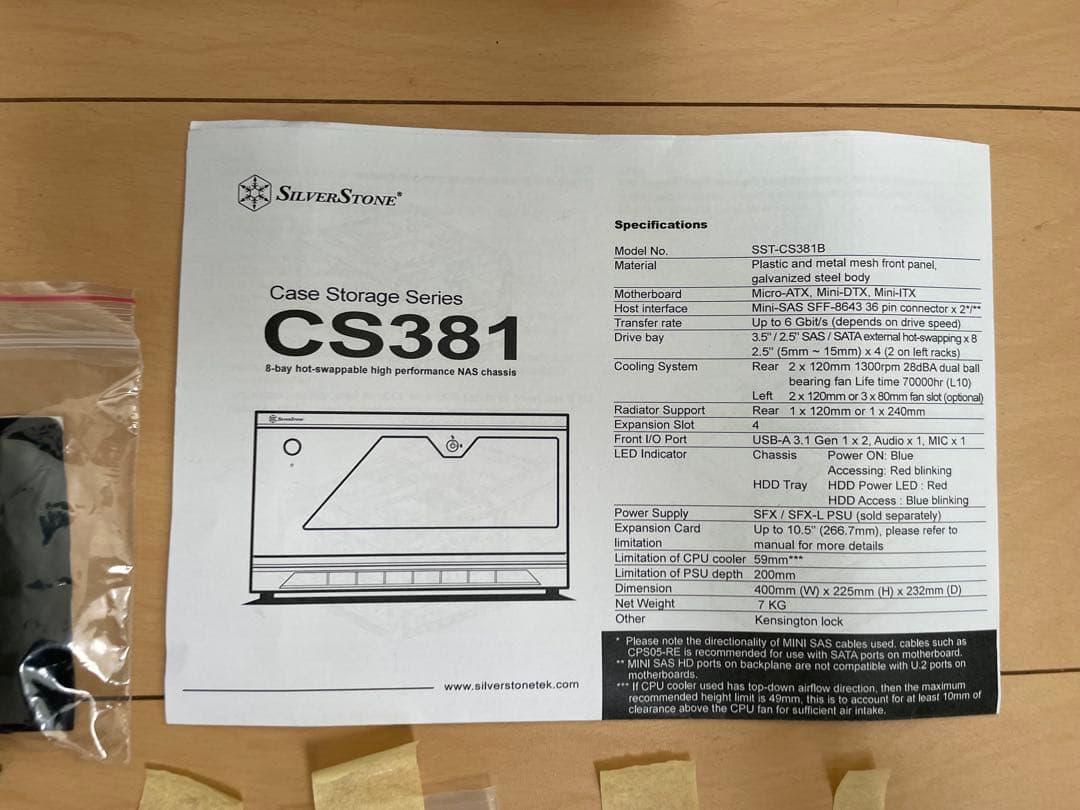 SILVERSTONE®
Case Storage Series
CS381
8-bay hot-swappable high performance NAS chassis
SILVERSTONE
www.silverstonetek.com
Specifications
Model No. SST-CS381B
Material Plastic and metal mesh front panel,
galvanized steel body
Motherboard Micro-ATX, Mini-DTX, Mini-ITX
Host interface Mini-SAS SFF-8643 36 pin connector x 2*/**
Transfer rate Up to 6 Gbit/s (depends on drive speed)
Drive bay 3.5" / 2.5" SAS / SATA external hot-swapping x 8
2.5" (5mm ~ 15mm) x 4 (2 on left racks)
Cooling System Rear 2 x 120mm 1300rpm 28dBA dual ball
bearing fan Life time 70000hr (L10)
Left 2 x 120mm or 3 x 80mm fan slot (optional)
Radiator Support Rear 1 x 120mm or 1 x 240mm
Expansion Slot 4
Front I/O Port USB-A 3.1 Gen 1 x 2, Audio x 1, MIC x 1
LED Indicator Chassis Power ON: Blue
Accessing: Red blinking
HDD Tray HDD Power LED : Red
HDD Access : Blue blinking
Power Supply SFX / SFX-L PSU (sold separately)
Expansion Card Up to 10.5" (266.7mm), please refer to
limitation manual for more details
Limitation of CPU cooler 59mm***
Limitation of PSU depth 200mm
Dimension 400mm (W) x 225mm (H) x 232mm (D)
Net Weight 7 KG
Other Kensington lock
* Please note the directionality of MINI SAS cables used, cables such as
CPS05-RE is recommended for use with SATA ports on motherboard.
** MINI SAS HD ports on backplane are not compatible with U.2 ports on
motherboards.
*** If CPU cooler used has top-down airflow direction, then the maximum
recommended height limit is 49mm, this is to account for at least 10mm of
clearance above the CPU fan for sufficient air intake.